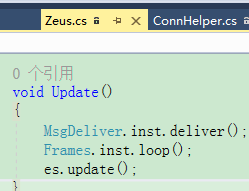 Zeus.cs ConnHelper.cs
0 个引用
void Update()
{
MsgDeliver.inst.deliver();
Frames.inst.loop();
es.update();
}